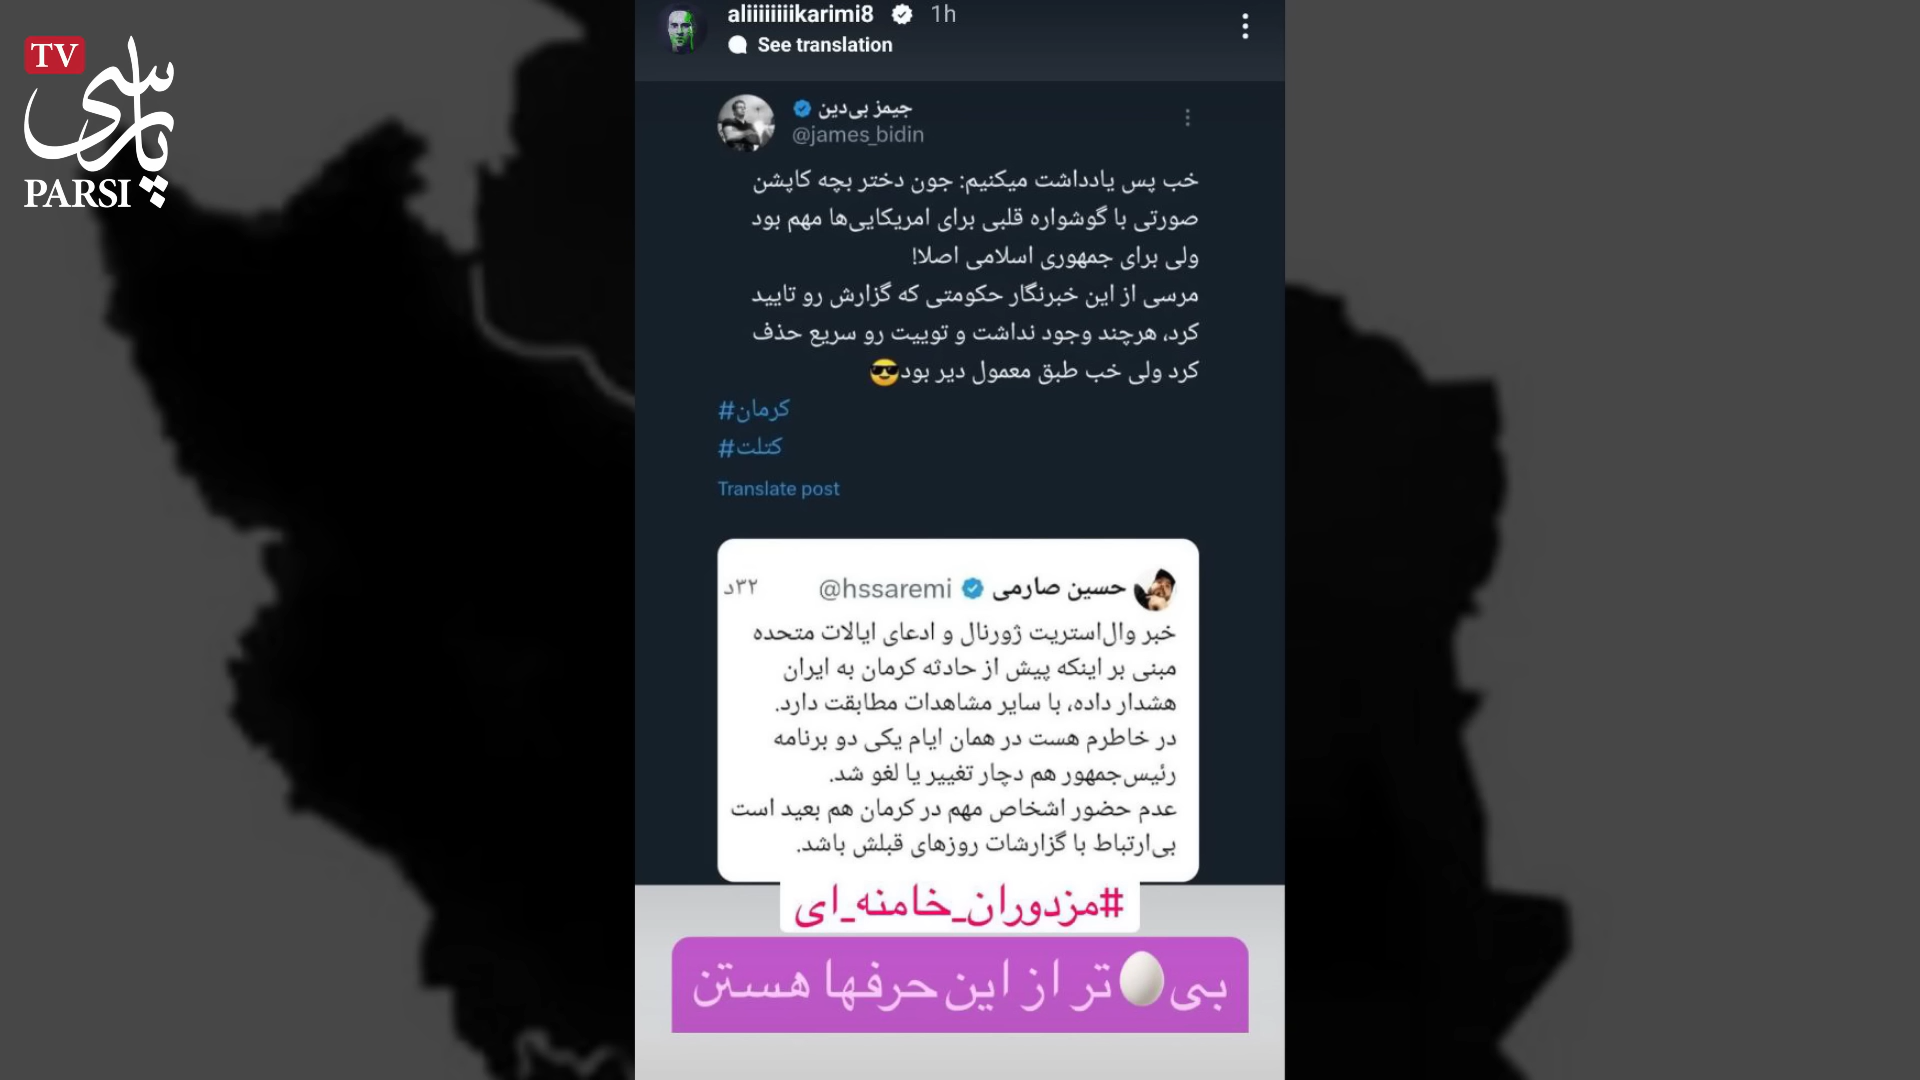 TV
پارسی
PARSI
aliiiiiiiikarimi8 1h
See translation
جیمز بی‌دین
@james_bidin
خب پس یادداشت میکنیم: جون دختر بچه کاپشن
صورتی با گوشواره قلبی برای امریکایی‌ها مهم بود
ولی برای جمهوری اسلامی اصلا!
مرسی از این خبرنگار حکومتی که گزارش رو تایید
کرد، هرچند وجود نداشت و توییت رو سریع حذف
کرد ولی خب طبق معمول دیر بود😎
#کرمان
#کتلت
Translate post
حسین صارمی @hssaremi ۳۲د
خبر وال‌استریت ژورنال و ادعای ایالات متحده
مبنی بر اینکه پیش از حادثه کرمان به ایران
هشدار داده، با سایر مشاهدات مطابقت دارد.
در خاطرم هست در همان ایام یکی دو برنامه
رئیس‌جمهور هم دچار تغییر یا لغو شد.
عدم حضور اشخاص مهم در کرمان هم بعید است
بی‌ارتباط با گزارشات روزهای قبلش باشد.
#مزدوران_خامنه_ای
بی🥚تر از این حرفها هستن